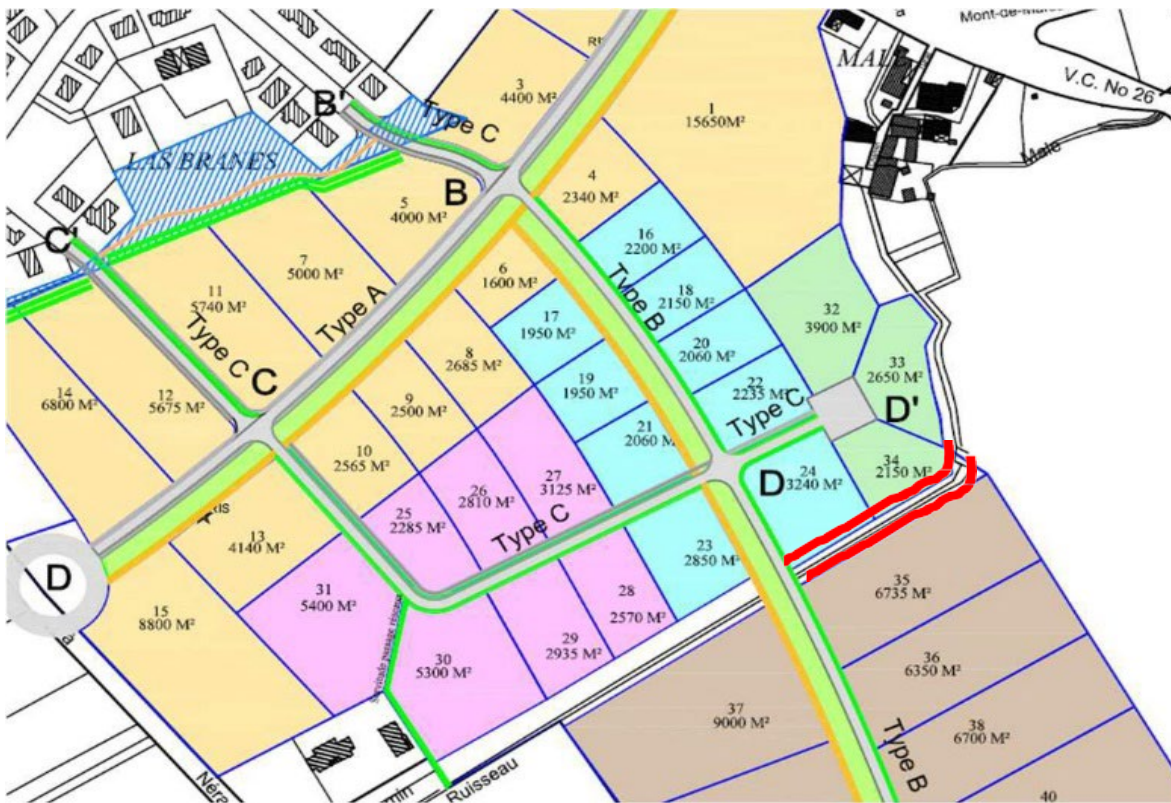 Mont-de-Mars
V.C. No 26
3
4400 M²
1
15650M²
B'
Type C
LAS BRANES
5
4000 M²
B
4
2340 M²
Male
16
2200 M²
C'
7
5000 M²
6
1600 M²
Type B
18
2150 M²
11
5740 M²
Type A
17
1950 M²
20
2060 M²
32
3900 M²
Type C
8
2685 M²
19
1950 M²
22
2235 M²
33
2650 M²
14
6800 M²
12
5675 M²
C
9
2500 M²
Type C
D'
21
2060 M²
10
2565 M²
27
3125 M²
34
2150 M²
26
2810 M²
D
24
3240 M²
25
2285 M²
Type C
13
4140 M²
23
2850 M²
D
31
5400 M²
28
2570 M²
35
6735 M²
15
8800 M²
30
5300 M²
29
2935 M²
36
6350 M²
37
9000 M²
38
6700 M²
Type B
Ruisseau
40